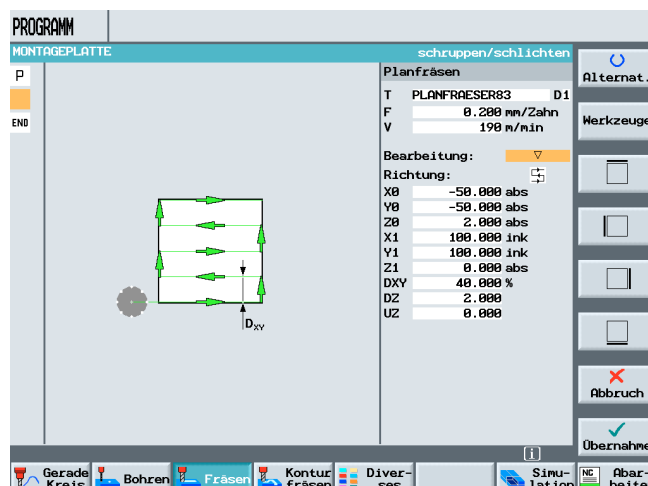 PROGRAMM
MONTAGEPLATTE
schruppen/schlichten
P
END
Planfräsen
T PLANFRAESER83 D1
F 0.200 mm/Zahn
V 190 m/min
Bearbeitung: ▽
Richtung:
X0 -50.000 abs
Y0 -50.000 abs
Z0 2.000 abs
X1 100.000 ink
Y1 100.000 ink
Z1 0.000 abs
DXY 40.000 %
DZ 2.000
UZ 0.000
DXY
Alternat.
Werkzeuge
Abbruch
Übernahme
i
Gerade
Kreis
Bohren
Fräsen
Kontur
fräsen
Diver-
ses
Simu-
lation
NC
Abar-
beite